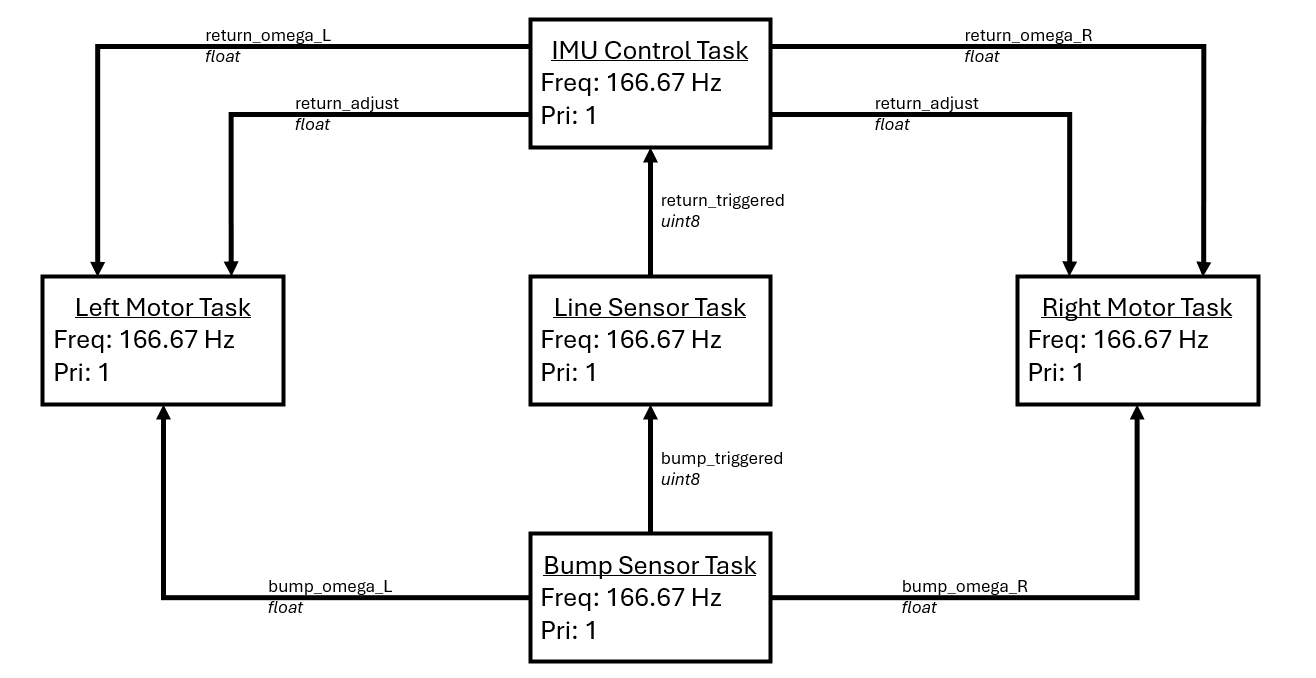 return_omega_L
float
IMU Control Task
Freq: 166.67 Hz
Pri: 1
return_omega_R
float
return_adjust
float
return_adjust
float
return_triggered
uint8
Left Motor Task
Freq: 166.67 Hz
Pri: 1
Line Sensor Task
Freq: 166.67 Hz
Pri: 1
Right Motor Task
Freq: 166.67 Hz
Pri: 1
bump_triggered
uint8
Bump Sensor Task
Freq: 166.67 Hz
Pri: 1
bump_omega_L
float
bump_omega_R
float